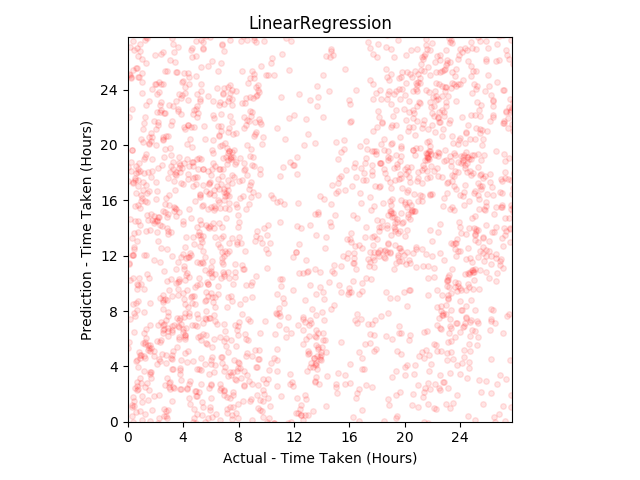 LinearRegression
Prediction - Time Taken (Hours)
24
20
16
12
8
4
0
0 4 8 12 16 20 24
Actual - Time Taken (Hours)